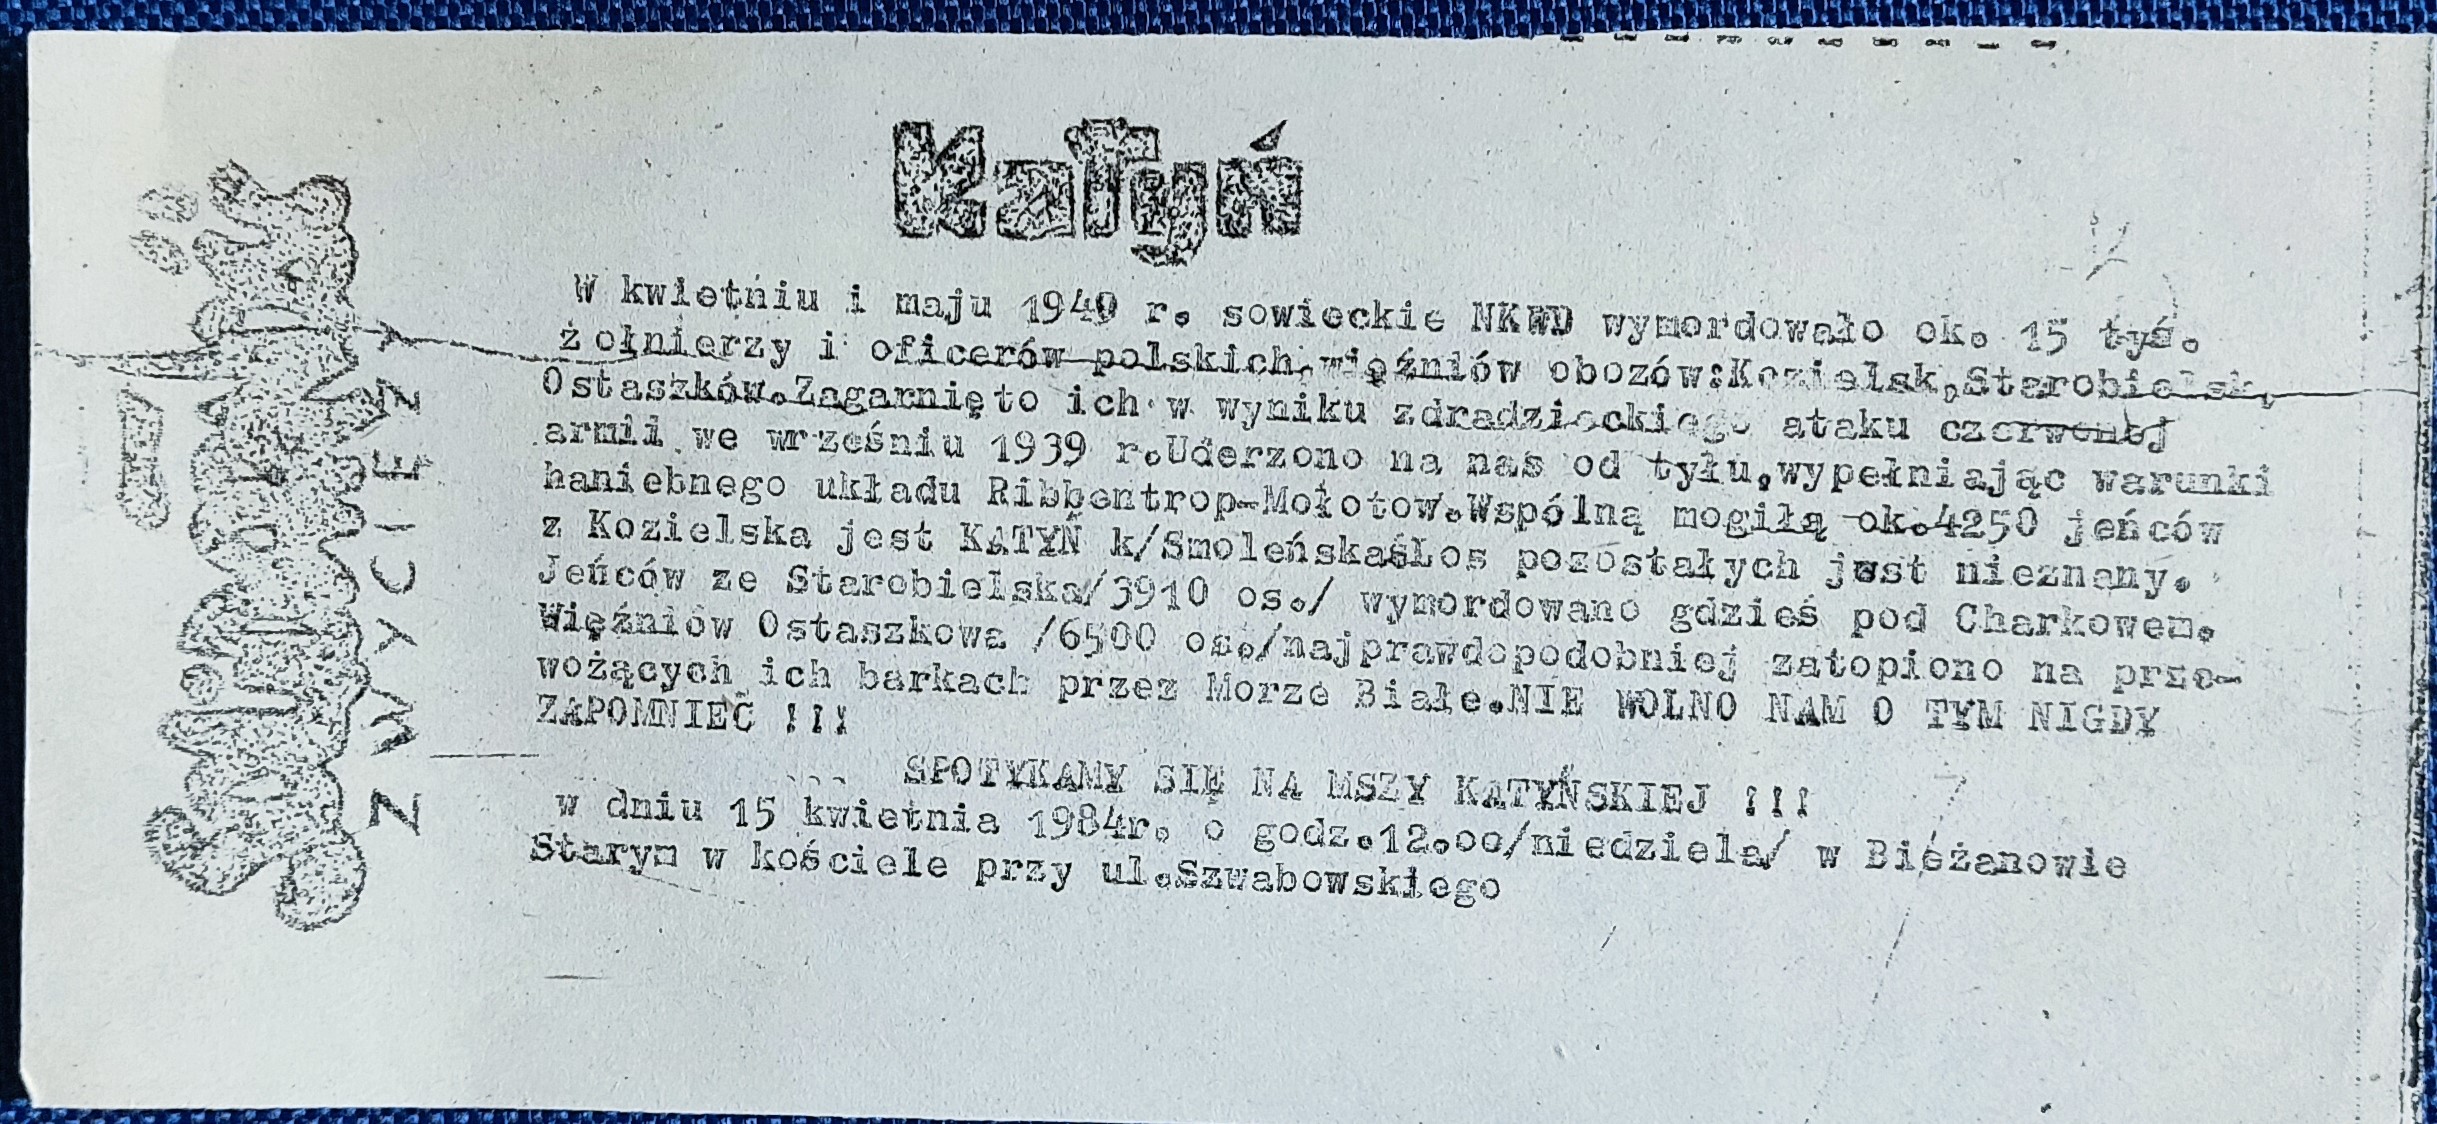 Katyń
W kwietniu i maju 1940 r. sowieckie NKWD wymordowało ok. 15 tyś.
żołnierzy i oficerów polskich,więźniów obozów:Kozielsk,Starobielsk,
Ostaszków.Zagarnięto ich w wyniku zdradzieckiego ataku czerwonej
armii we wrześniu 1939 r.Uderzono na nas od tyłu,wypełniając warunki
haniebnego układu Ribbentrop-Mołotow.Wspólną mogiłą ok.4250 jeńców
z Kozielska jest KATYŃ k/SmoleńskaśLos pozostałych jest nieznany.
Jeńców ze Starobielska/3910 os./ wymordowano gdzieś pod Charkowem.
Więźniów Ostaszkowa /6500 os./najprawdopodobniej zatopiono na prze-
wożących ich barkach przez Morze Białe.NIE WOLNO NAM O TYM NIGDY
ZAPOMNIEĆ !!!
SPOTYKAMY SIĘ NA MSZY KATYŃSKIEJ !!!
w dniu 15 kwietnia 1984r. o godz.12.oo/niedziela/ w Bieżanowie
Starym w kościele przy ul.Szwabowskiego
Solidarność
ZWYCIĘŻY